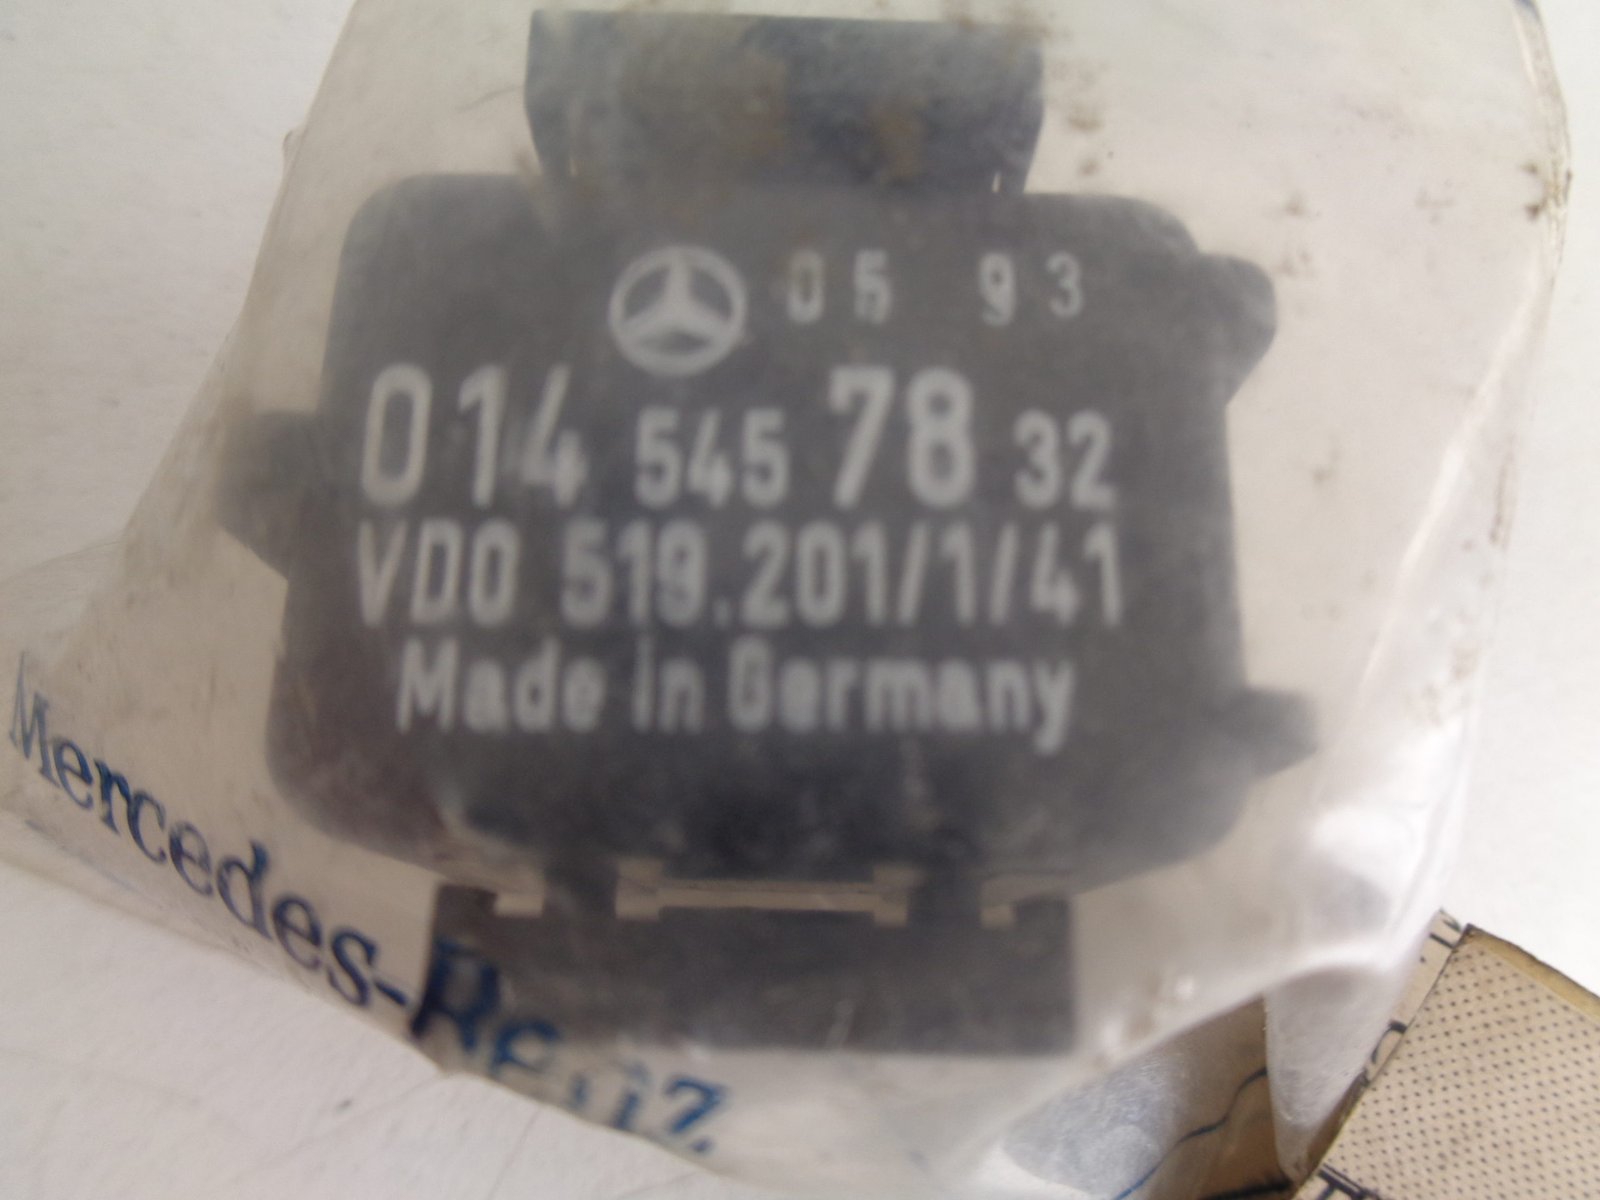 05 93
014 545 78 32
VDO 519.201/1/41
Made in Germany
Mercedes-Benz